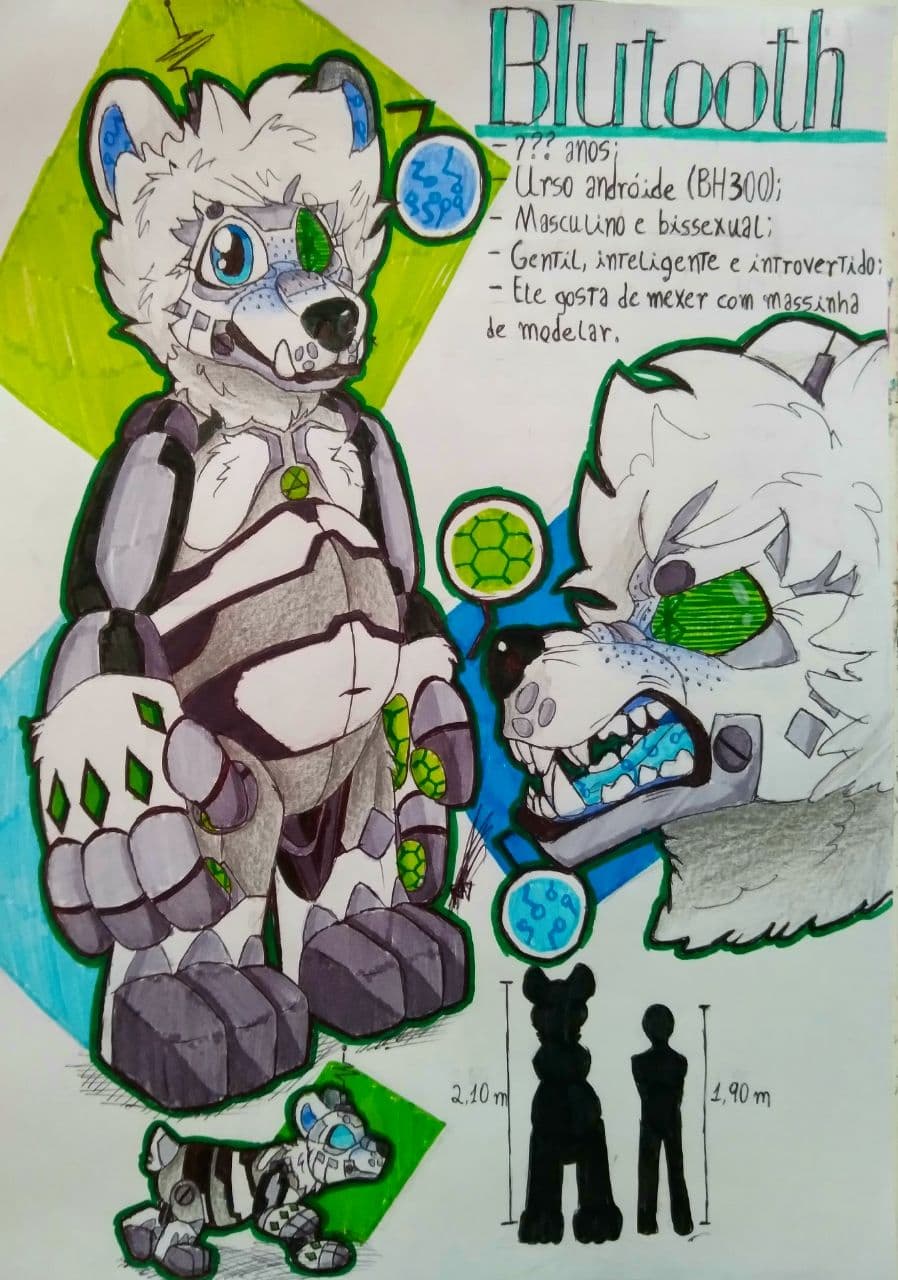 Blutooth
- ??? anos;
- Urso andróide (BH300);
- Masculino e bissexual;
- Gentil, inteligente e introvertido;
- Ele gosta de mexer com massinha
de modelar.
2,10 m
1,90 m